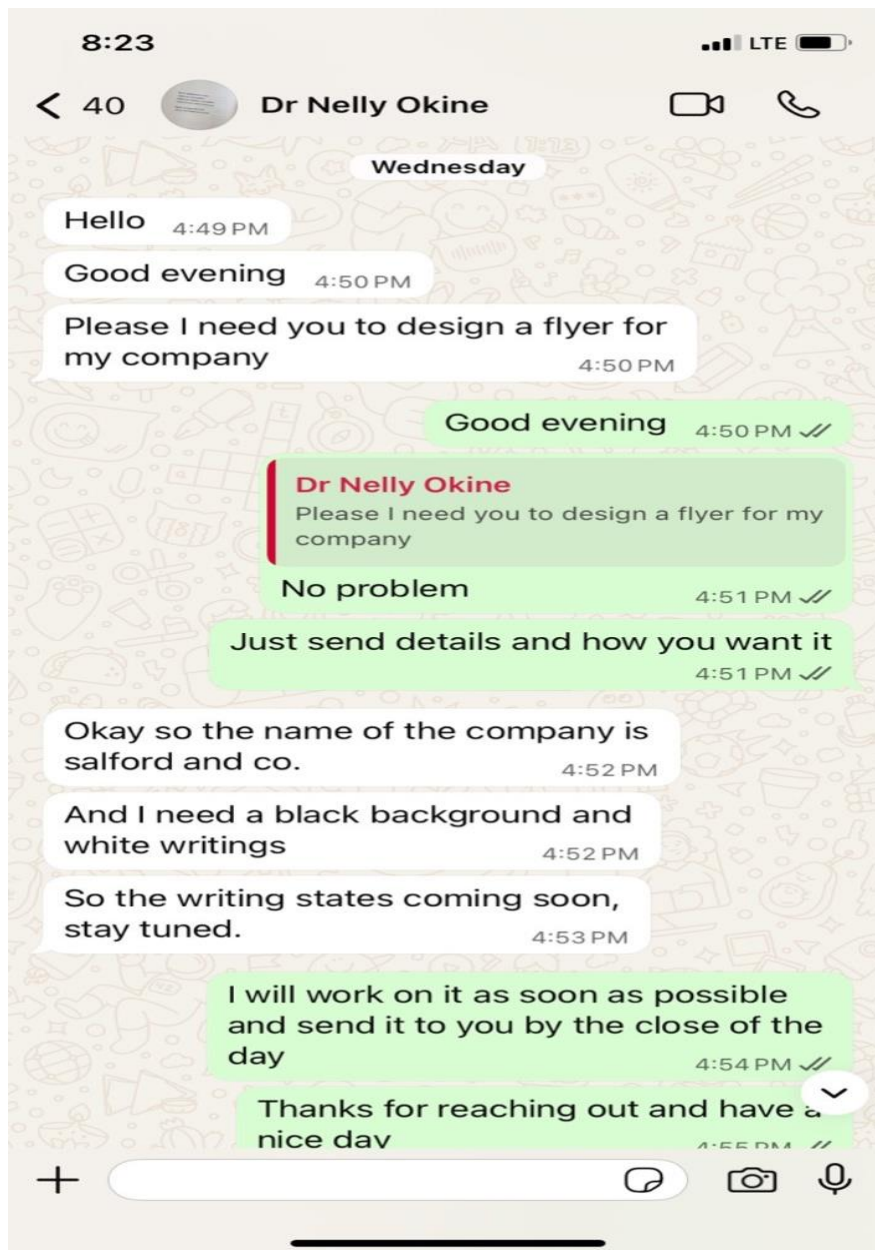 8:23
LTE
40
Dr Nelly Okine
Wednesday
Hello 4:49 PM
Good evening 4:50 PM
Please I need you to design a flyer for
my company 4:50 PM
Good evening 4:50 PM
Dr Nelly Okine
Please I need you to design a flyer for my
company
No problem 4:51 PM
Just send details and how you want it
4:51 PM
Okay so the name of the company is
salford and co. 4:52 PM
And I need a black background and
white writings 4:52 PM
So the writing states coming soon,
stay tuned. 4:53 PM
I will work on it as soon as possible
and send it to you by the close of the
day 4:54 PM
Thanks for reaching out and have a
nice day 4:55 PM